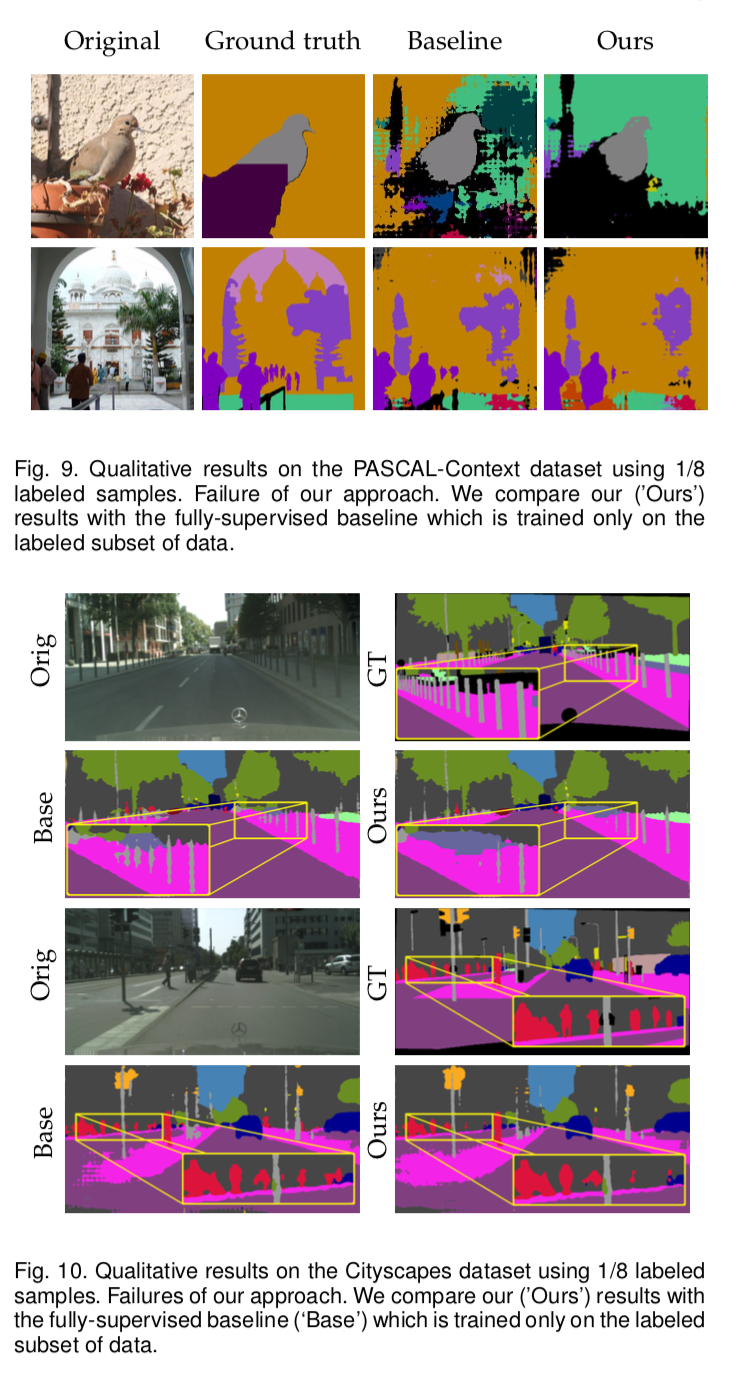 Original Ground truth Baseline Ours
Fig. 9. Qualitative results on the PASCAL-Context dataset using 1/8
labeled samples. Failure of our approach. We compare our ('Ours')
results with the fully-supervised baseline which is trained only on the
labeled subset of data.
Orig GT
Base Ours
Orig GT
Base Ours
Fig. 10. Qualitative results on the Cityscapes dataset using 1/8 labeled
samples. Failures of our approach. We compare our ('Ours') results with
the fully-supervised baseline (‘Base’) which is trained only on the labeled
subset of data.